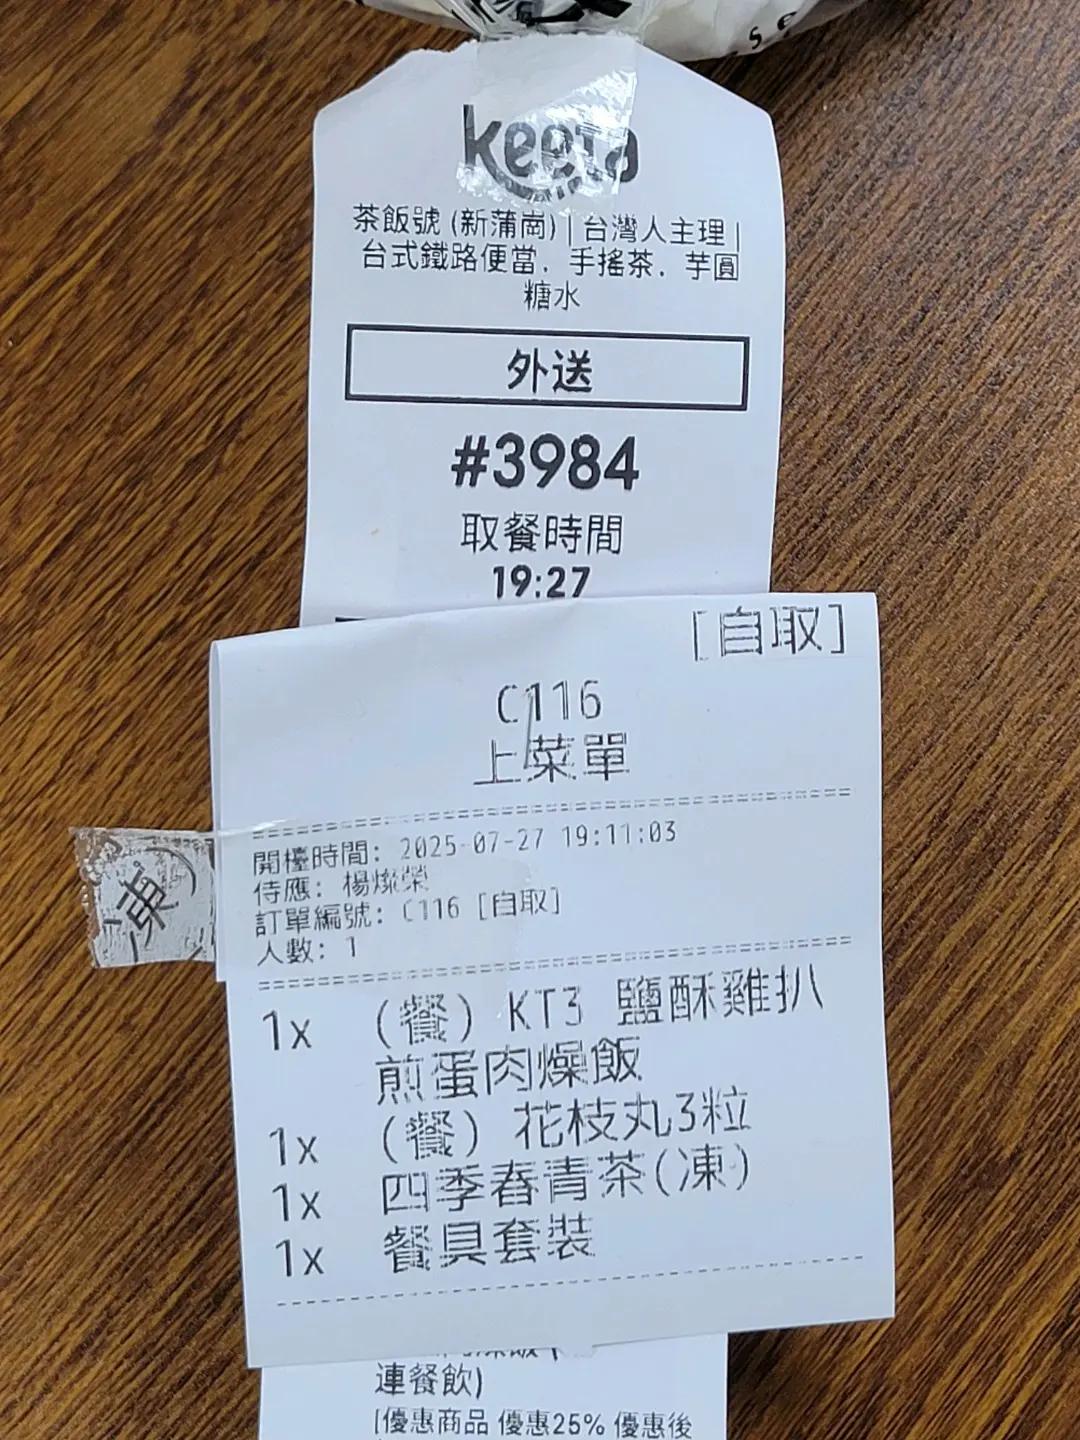 keeta
茶飯號 (新蒲崗) | 台灣人主理 |
台式鐵路便當．手搖茶．芋圓
糖水
外送
#3984
取餐時間
19:27
[自取]
C116
上菜單
開檯時間: 2025-07-27 19:11:03
侍應: 楊燦榮
訂單編號: C116 [自取]
人數: 1
凍
1x (餐) KT3 鹽酥雞扒
煎蛋肉燥飯
1x (餐) 花枝丸3粒
1x 四季春青茶(凍)
1x 餐具套裝
連餐飲)
[優惠商品 優惠25% 優惠後